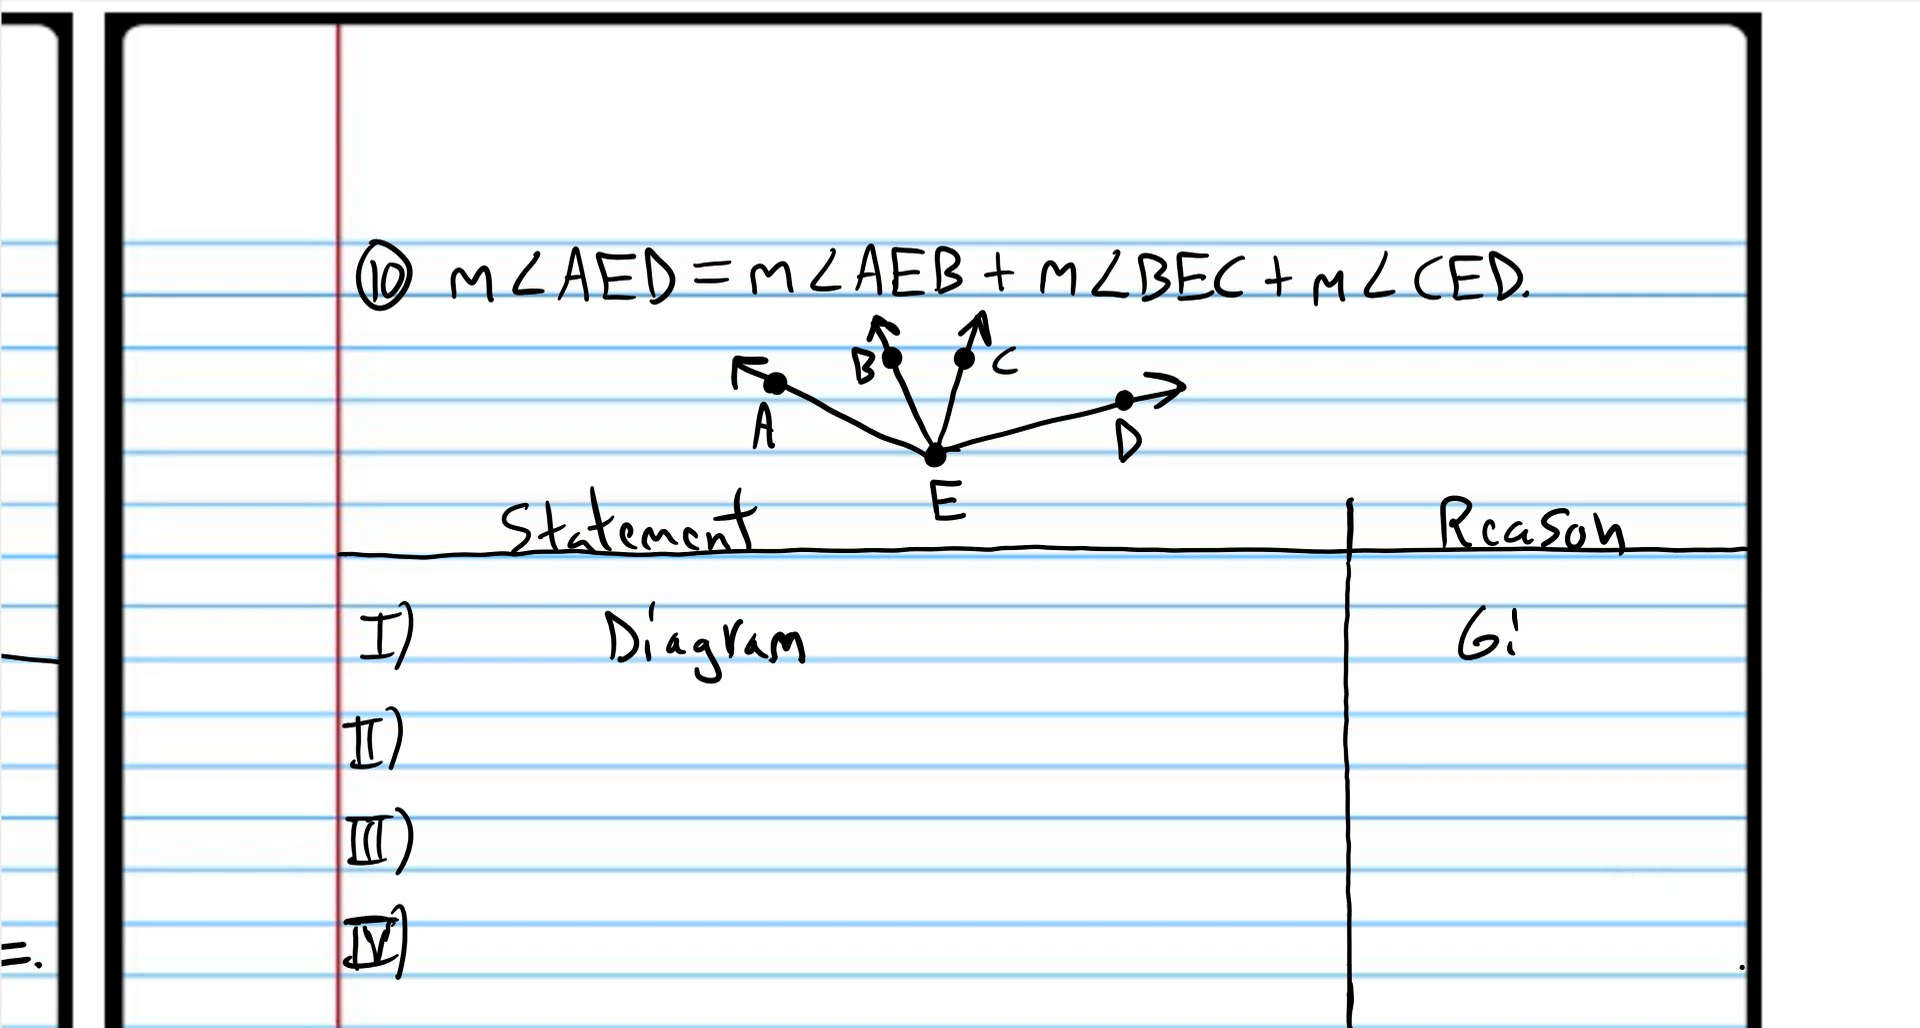 =.
⑩ m∠AED = m∠AEB + m∠BEC + m∠CED.
B C
A D
E
Statement Reason
I) Diagram Gi
II)
III)
IV)